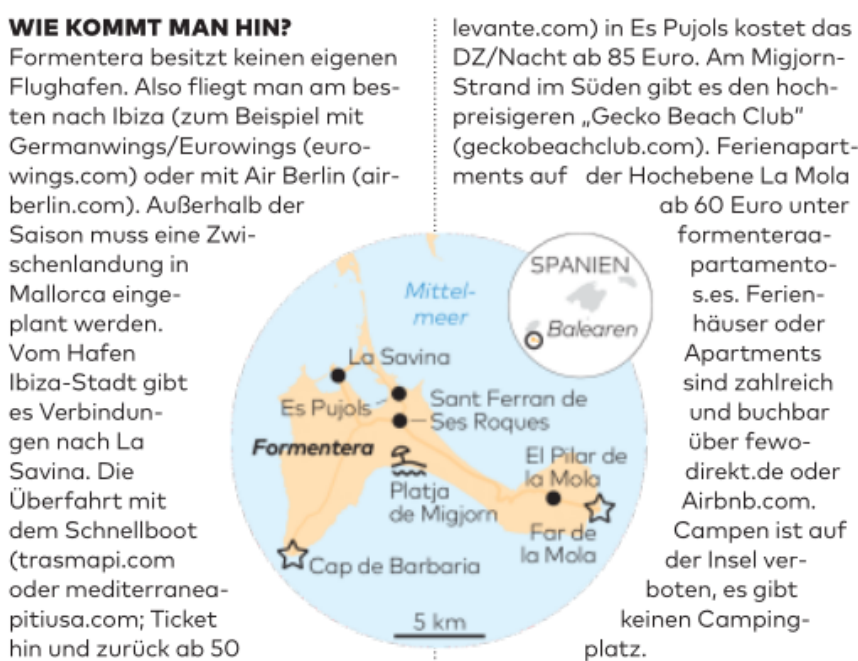 WIE KOMMT MAN HIN?
Formentera besitzt keinen eigenen
Flughafen. Also fliegt man am bes-
ten nach Ibiza (zum Beispiel mit
Germanwings/Eurowings (euro-
wings.com) oder mit Air Berlin (air-
berlin.com). Außerhalb der
Saison muss eine Zwi-
schenlandung in
Mallorca einge-
plant werden.
Vom Hafen
Ibiza-Stadt gibt
es Verbindun-
gen nach La
Savina. Die
Überfahrt mit
dem Schnellboot
(trasmapi.com
oder mediterranea-
pitiusa.com; Ticket
hin und zurück ab 50
levante.com) in Es Pujols kostet das
DZ/Nacht ab 85 Euro. Am Migjorn-
Strand im Süden gibt es den hoch-
preisigeren „Gecko Beach Club“
(geckobeachclub.com). Ferienapart-
ments auf der Hochebene La Mola
ab 60 Euro unter
formenteraa-
partamento-
s.es. Ferien-
häuser oder
Apartments
sind zahlreich
und buchbar
über fewo-
direkt.de oder
Airbnb.com.
Campen ist auf
der Insel ver-
boten, es gibt
keinen Camping-
platz.
SPANIEN
Balearen
Mittel-
meer
La Savina
Es Pujols
Sant Ferran de
Ses Roques
Formentera
El Pilar de
la Mola
Platja
de Migjorn
Far de
la Mola
Cap de Barbaria
5 km